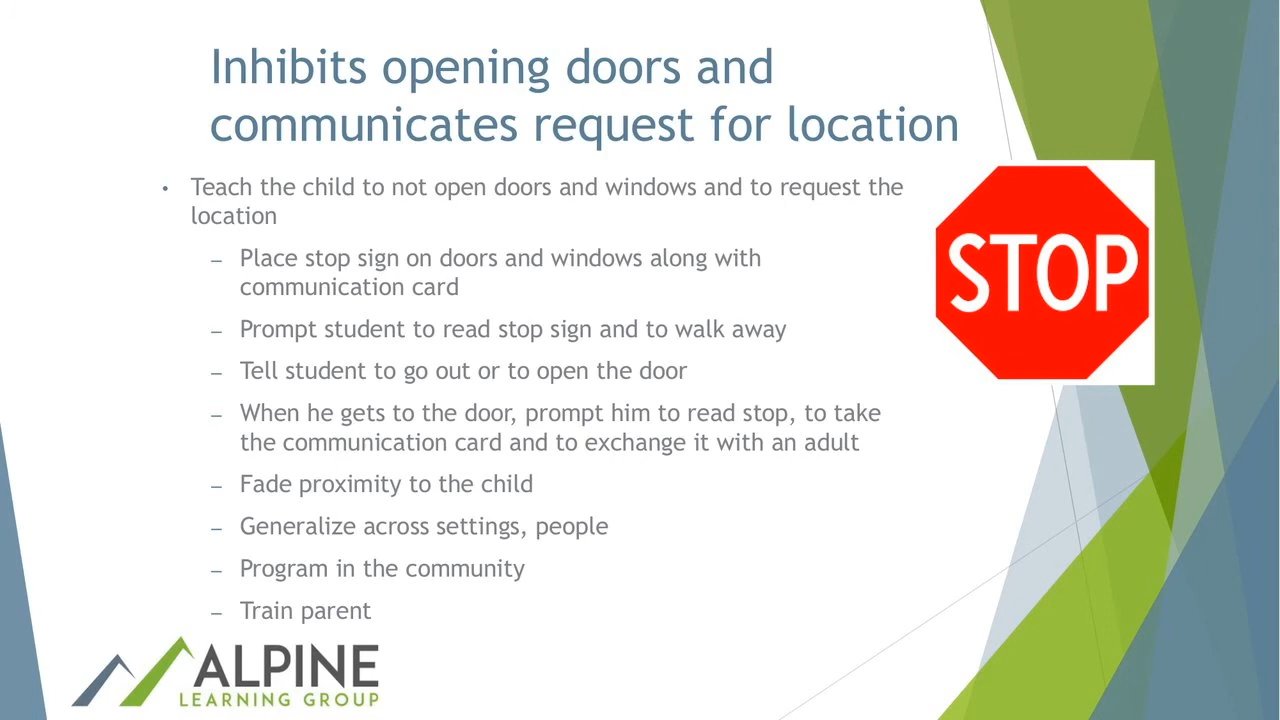 Inhibits opening doors and
communicates request for location
• Teach the child to not open doors and windows and to request the
location
– Place stop sign on doors and windows along with
communication card
– Prompt student to read stop sign and to walk away
– Tell student to go out or to open the door
– When he gets to the door, prompt him to read stop, to take
the communication card and to exchange it with an adult
– Fade proximity to the child
– Generalize across settings, people
– Program in the community
– Train parent
STOP
ALPINE
LEARNING GROUP